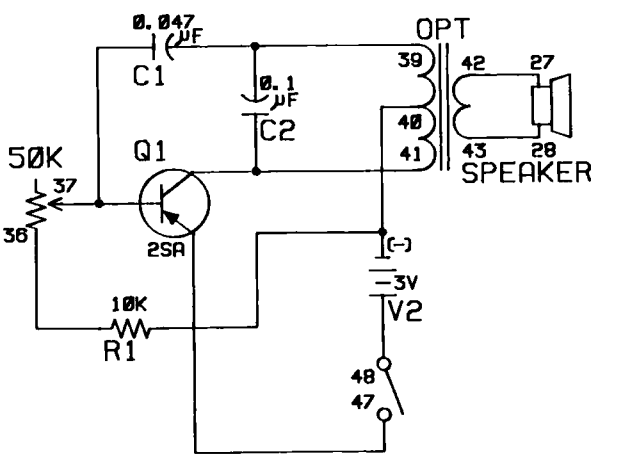 0.047
µF
OPT
C1
39
42
27
0.1
µF
C2
40
50K
Q1
41
43
28
SPEAKER
37
36
2SA
(-)
10K
-3V
V2
R1
48
47